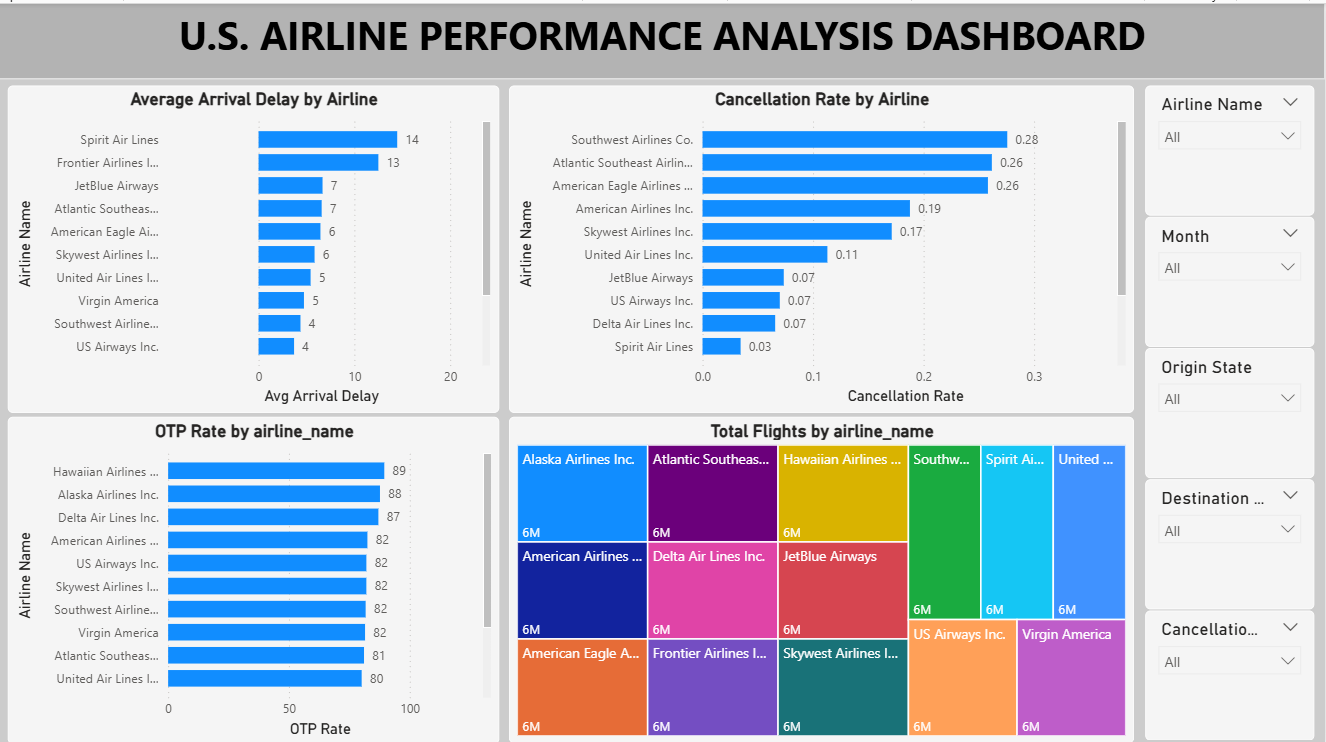 U.S. AIRLINE PERFORMANCE ANALYSIS DASHBOARD
Average Arrival Delay by Airline
Airline Name
Spirit Air Lines 14
Frontier Airlines I... 13
JetBlue Airways 7
Atlantic Southeas... 7
American Eagle Ai... 6
Skywest Airlines I... 6
United Air Lines I... 5
Virgin America 5
Southwest Airline... 4
US Airways Inc. 4
0 10 20
Avg Arrival Delay
Cancellation Rate by Airline
Airline Name
Southwest Airlines Co. 0.28
Atlantic Southeast Airlin... 0.26
American Eagle Airlines ... 0.26
American Airlines Inc. 0.19
Skywest Airlines Inc. 0.17
United Air Lines Inc. 0.11
JetBlue Airways 0.07
US Airways Inc. 0.07
Delta Air Lines Inc. 0.07
Spirit Air Lines 0.03
0.0 0.1 0.2 0.3
Cancellation Rate
OTP Rate by airline_name
Airline Name
Hawaiian Airlines ... 89
Alaska Airlines Inc. 88
Delta Air Lines Inc. 87
American Airlines ... 82
US Airways Inc. 82
Skywest Airlines I... 82
Southwest Airline... 82
Virgin America 82
Atlantic Southeas... 81
United Air Lines I... 80
0 50 100
OTP Rate
Total Flights by airline_name
Alaska Airlines Inc.
6M
American Airlines ...
6M
American Eagle A...
6M
Atlantic Southeas...
6M
Delta Air Lines Inc.
6M
Frontier Airlines I...
6M
Hawaiian Airlines ...
6M
JetBlue Airways
6M
Skywest Airlines I...
6M
Southw...
6M
Spirit Ai...
6M
United ...
6M
US Airways Inc.
6M
Virgin America
6M
Airline Name
All
Month
All
Origin State
All
Destination ...
All
Cancellatio...
All